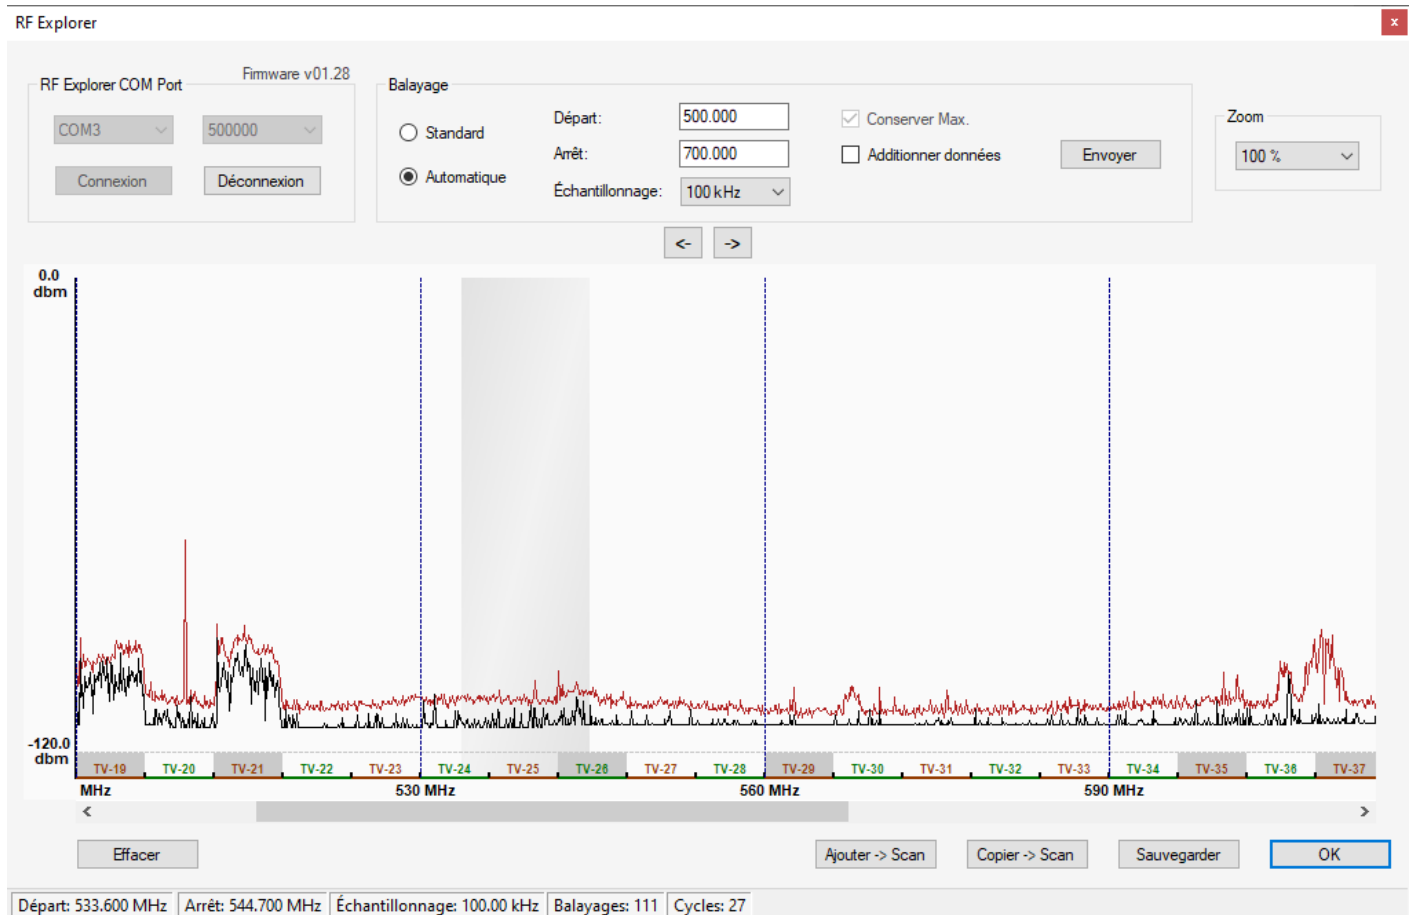 RF Explorer
x
Firmware v01.28
RF Explorer COM Port
COM3
500000
Connexion
Déconnexion
Balayage
Standard
Automatique
Départ:
500.000
Arrêt:
700.000
Échantillonnage:
100 kHz
Conserver Max.
Additionner données
Envoyer
Zoom
100 %
<- ->
0.0
dbm
-120.0
dbm
TV-19 TV-20 TV-21 TV-22 TV-23 TV-24 TV-25 TV-26 TV-27 TV-28 TV-29 TV-30 TV-31 TV-32 TV-33 TV-34 TV-35 TV-36 TV-37
MHz 530 MHz 560 MHz 590 MHz
Effacer
Ajouter -> Scan
Copier -> Scan
Sauvegarder
OK
Départ: 533.600 MHz Arrêt: 544.700 MHz Échantillonnage: 100.00 kHz Balayages: 111 Cycles: 27